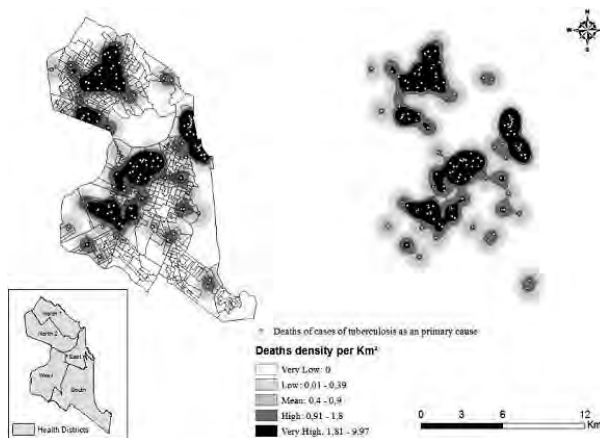 N
Deaths of cases of tuberculosis as an primary cause
Deaths density per Km²
Very Low: 0
Low: 0,01 - 0,39
Mean: 0,4 - 0,9
High: 0,91 - 1,8
Very High: 1,81 - 9,97
North 1
North 2
East
West
South
Health Districts
0 3 6 12
Km